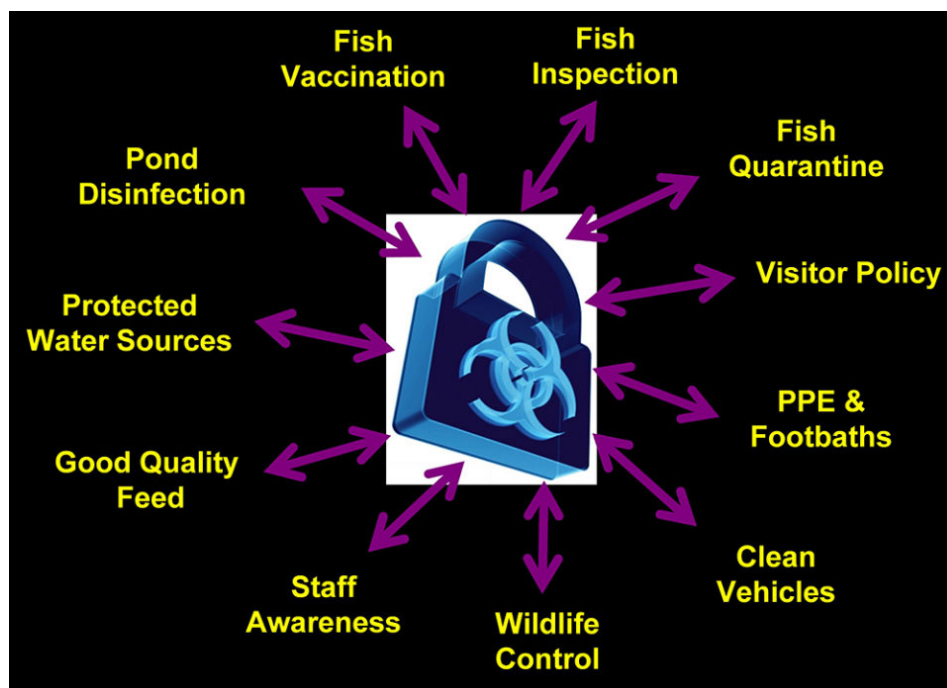 Fish
Vaccination
Fish
Inspection
Fish
Quarantine
Visitor Policy
PPE &
Footbaths
Clean
Vehicles
Wildlife
Control
Staff
Awareness
Good Quality
Feed
Protected
Water Sources
Pond
Disinfection